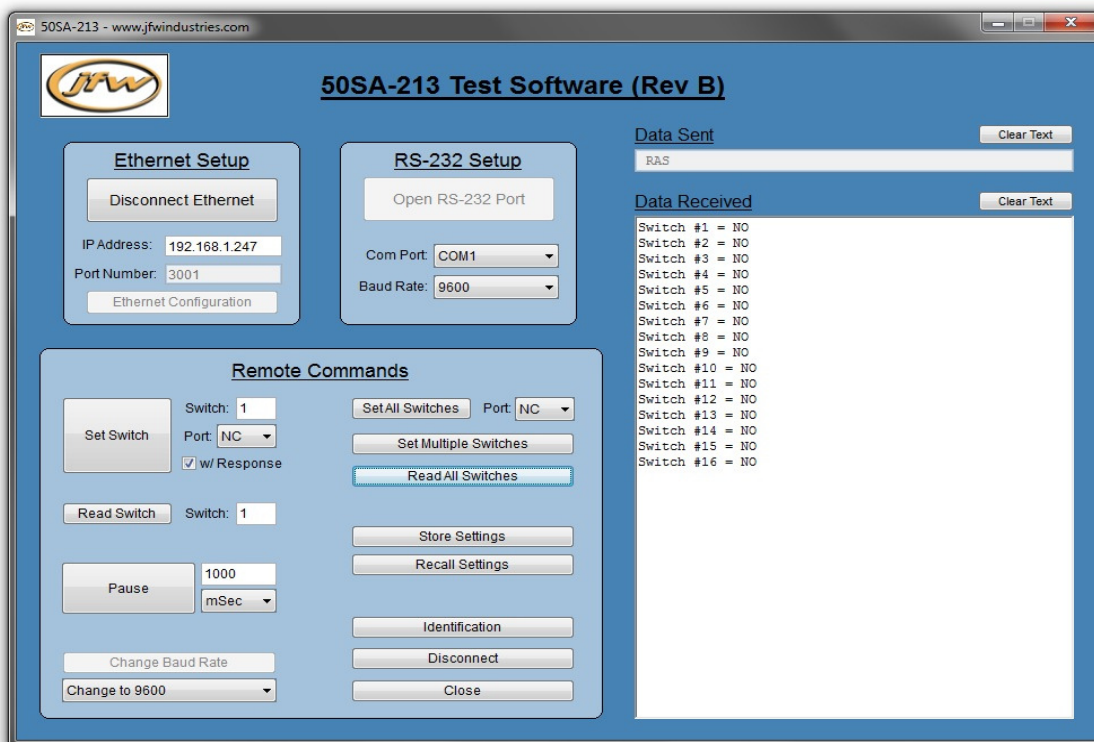 50SA-213 - www.jfwindustries.com
jfw
50SA-213 Test Software (Rev B)
Ethernet Setup
Disconnect Ethernet
IP Address: 192.168.1.247
Port Number: 3001
Ethernet Configuration
RS-232 Setup
Open RS-232 Port
Com Port: COM1
Baud Rate: 9600
Data Sent Clear Text
RAS
Data Received Clear Text
Switch #1 = NO
Switch #2 = NO
Switch #3 = NO
Switch #4 = NO
Switch #5 = NO
Switch #6 = NO
Switch #7 = NO
Switch #8 = NO
Switch #9 = NO
Switch #10 = NO
Switch #11 = NO
Switch #12 = NO
Switch #13 = NO
Switch #14 = NO
Switch #15 = NO
Switch #16 = NO
Remote Commands
Set Switch
Switch: 1
Port: NC
w/ Response
Read Switch Switch: 1
Pause
1000
mSec
Change Baud Rate
Change to 9600
Set All Switches Port: NC
Set Multiple Switches
Read All Switches
Store Settings
Recall Settings
Identification
Disconnect
Close